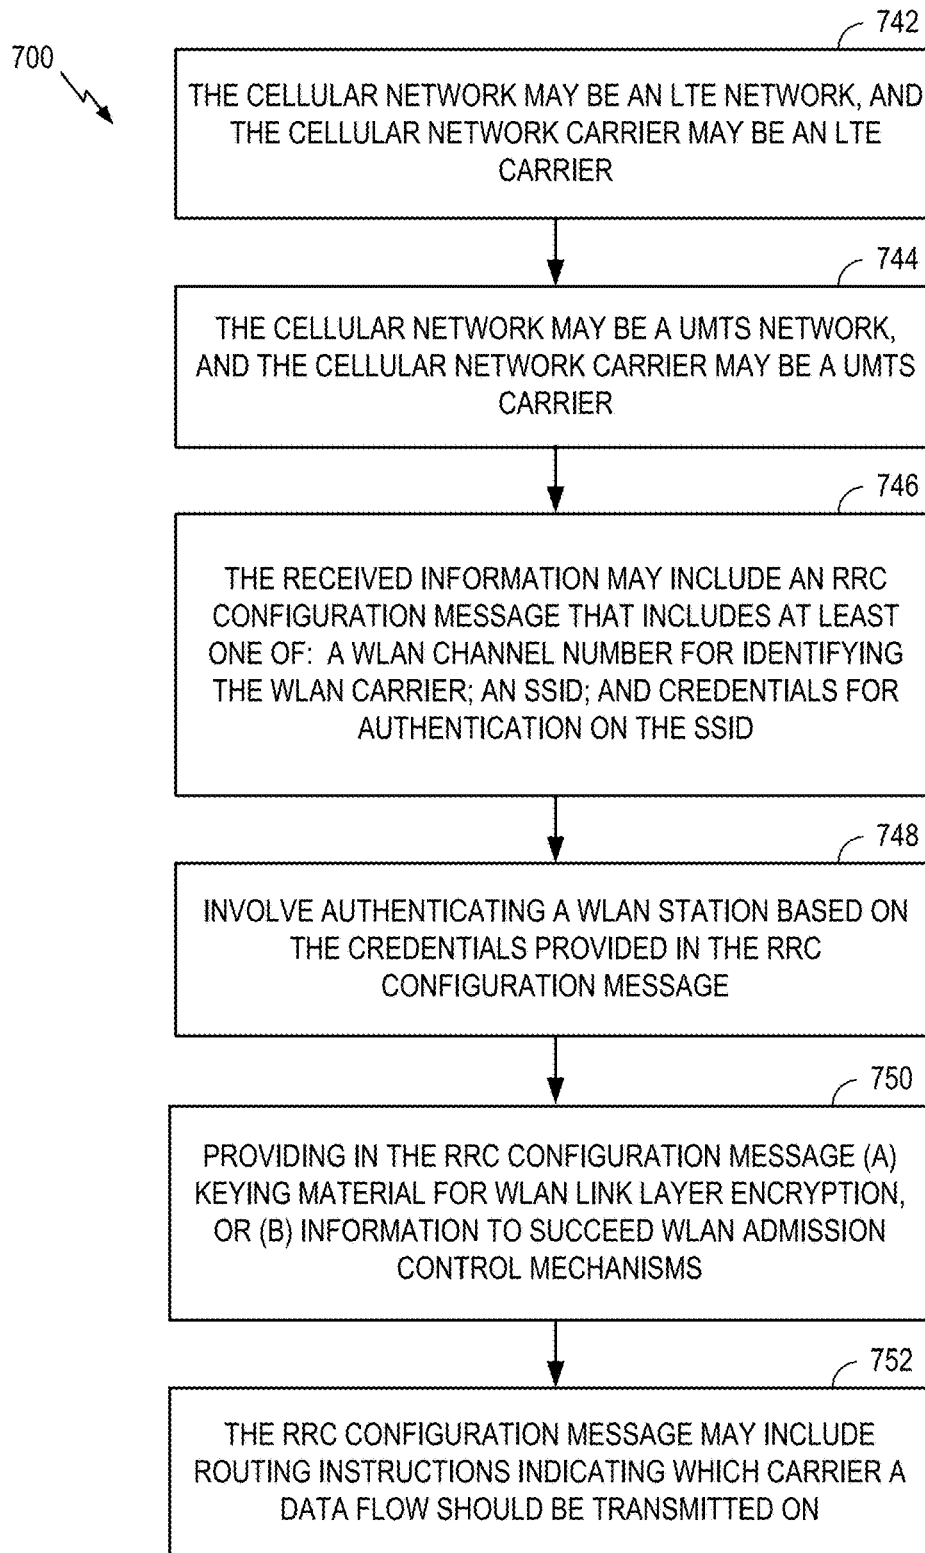 700
742
THE CELLULAR NETWORK MAY BE AN LTE NETWORK, AND
THE CELLULAR NETWORK CARRIER MAY BE AN LTE
CARRIER
744
THE CELLULAR NETWORK MAY BE A UMTS NETWORK,
AND THE CELLULAR NETWORK CARRIER MAY BE A UMTS
CARRIER
746
THE RECEIVED INFORMATION MAY INCLUDE AN RRC
CONFIGURATION MESSAGE THAT INCLUDES AT LEAST
ONE OF: A WLAN CHANNEL NUMBER FOR IDENTIFYING
THE WLAN CARRIER; AN SSID; AND CREDENTIALS FOR
AUTHENTICATION ON THE SSID
748
INVOLVE AUTHENTICATING A WLAN STATION BASED ON
THE CREDENTIALS PROVIDED IN THE RRC
CONFIGURATION MESSAGE
750
PROVIDING IN THE RRC CONFIGURATION MESSAGE (A)
KEYING MATERIAL FOR WLAN LINK LAYER ENCRYPTION,
OR (B) INFORMATION TO SUCCEED WLAN ADMISSION
CONTROL MECHANISMS
752
THE RRC CONFIGURATION MESSAGE MAY INCLUDE
ROUTING INSTRUCTIONS INDICATING WHICH CARRIER A
DATA FLOW SHOULD BE TRANSMITTED ON